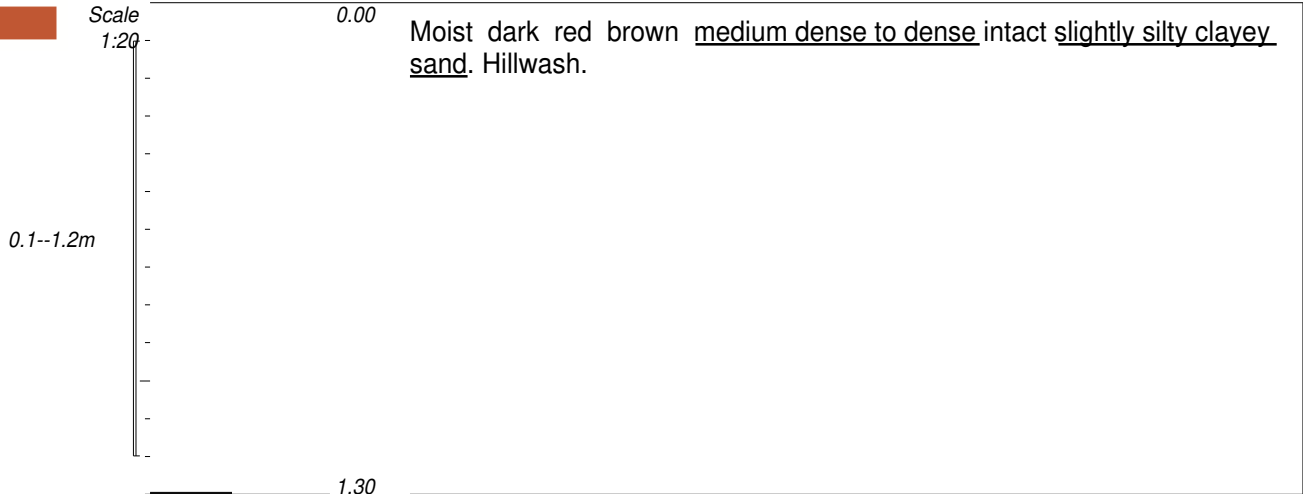 Scale
1:20
0.00
Moist dark red brown medium dense to dense intact slightly silty clayey
sand. Hillwash.
0.1--1.2m
1.30